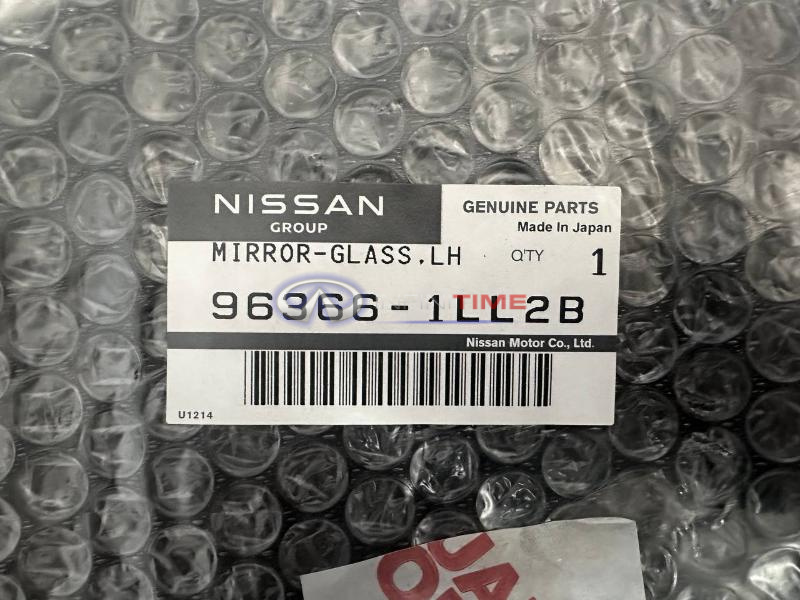 NISSAN
GROUP
GENUINE PARTS
Made In Japan
MIRROR-GLASS,LH
Q'TY 1
96366-1LL2B
TIME
Nissan Motor Co., Ltd.
U1214